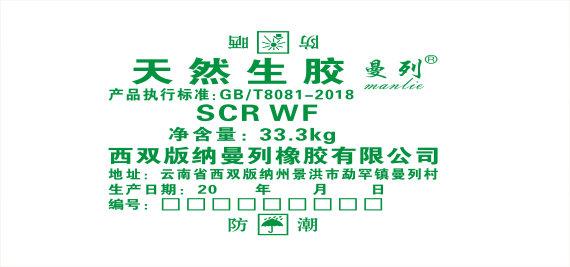 防晒
天然生胶 曼列®
manlie
产品执行标准:GB/T8081-2018
SCR WF
净含量: 33.3kg
西双版纳曼列橡胶有限公司
地址: 云南省西双版纳州景洪市勐罕镇曼列村
生产日期: 20 年 月 日
编号: □□□□□□□□□
防 潮